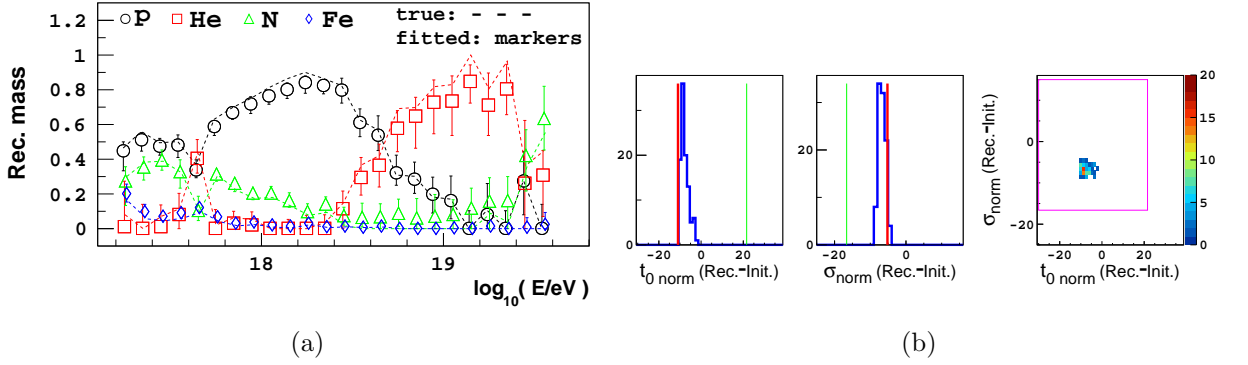 1.2
1
0.8
0.6
0.4
0.2
0
Rec. mass
p He N Fe
true: - - -
fitted: markers
18 19
log10( E/eV )
(a)
20
0
−20 0 20
t0 norm (Rec.-Init.)
20
0
−20 0
σnorm (Rec.-Init.)
0
−20
σnorm (Rec.-Init.)
−20 0 20
t0 norm (Rec.-Init.)
20
15
10
5
0
(b)